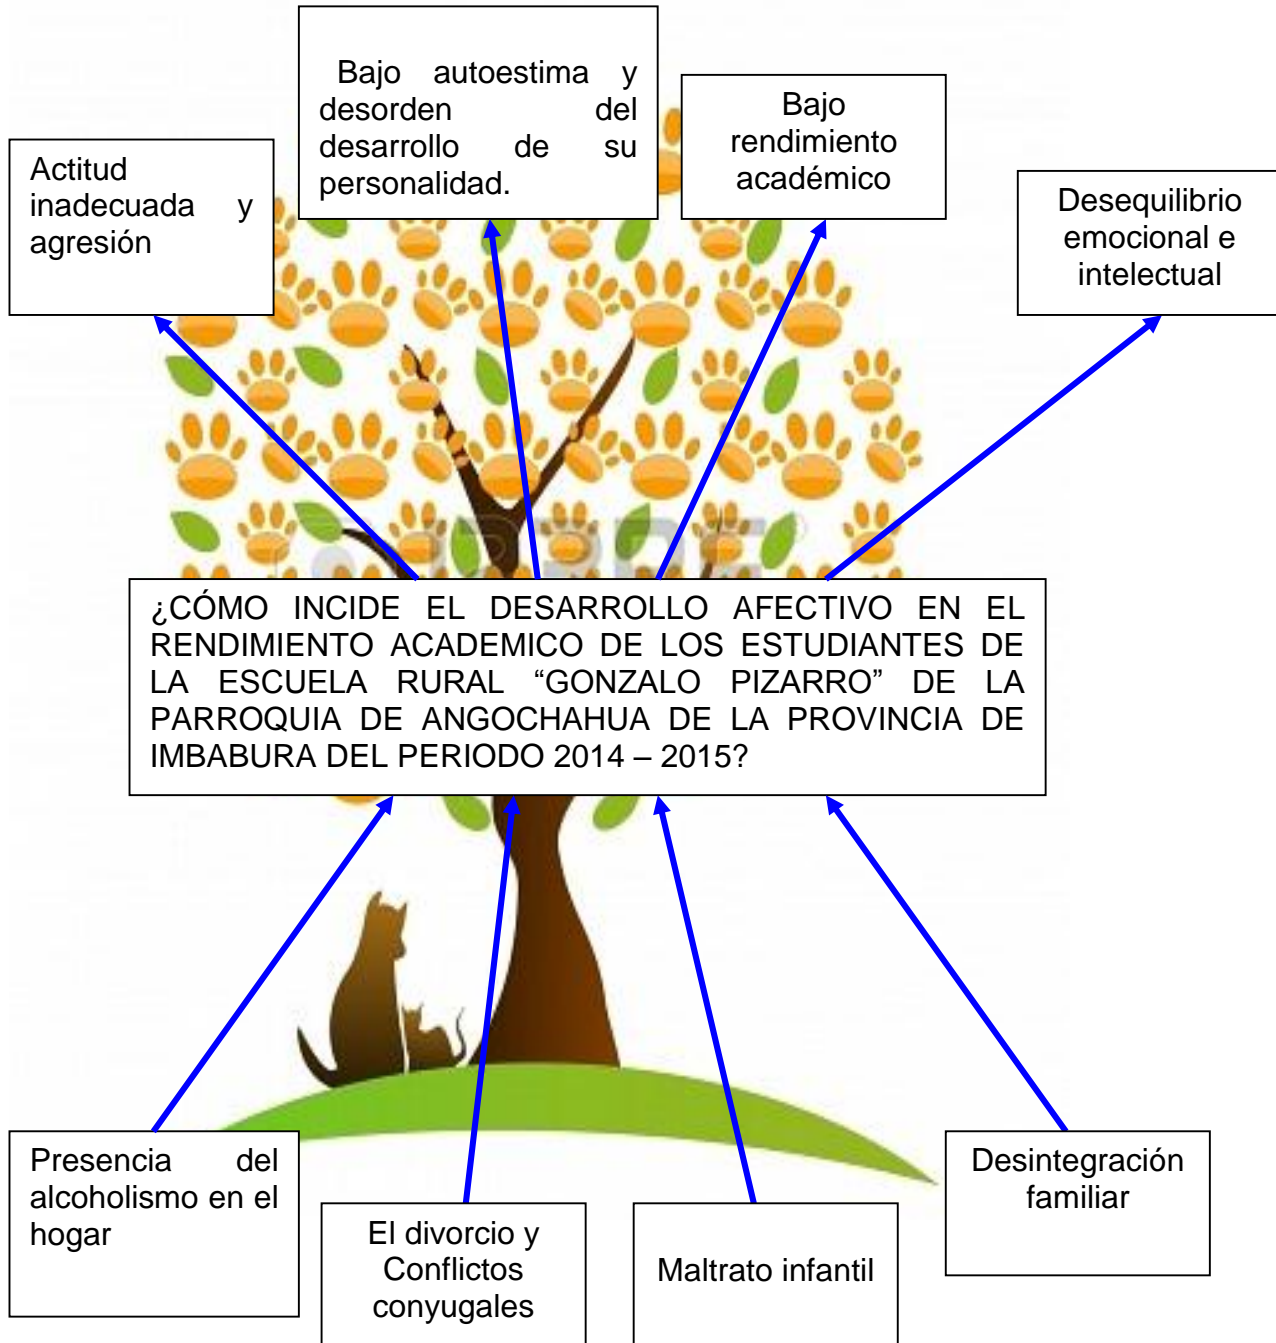 Bajo autoestima y
desorden del
desarrollo de su
personalidad.
Bajo
rendimiento
académico
Actitud
inadecuada y
agresión
Desequilibrio
emocional e
intelectual
¿CÓMO INCIDE EL DESARROLLO AFECTIVO EN EL
RENDIMIENTO ACADEMICO DE LOS ESTUDIANTES DE
LA ESCUELA RURAL “GONZALO PIZARRO” DE LA
PARROQUIA DE ANGOCHAHUA DE LA PROVINCIA DE
IMBABURA DEL PERIODO 2014 – 2015?
Presencia del
alcoholismo en el
hogar
El divorcio y
Conflictos
conyugales
Maltrato infantil
Desintegración
familiar